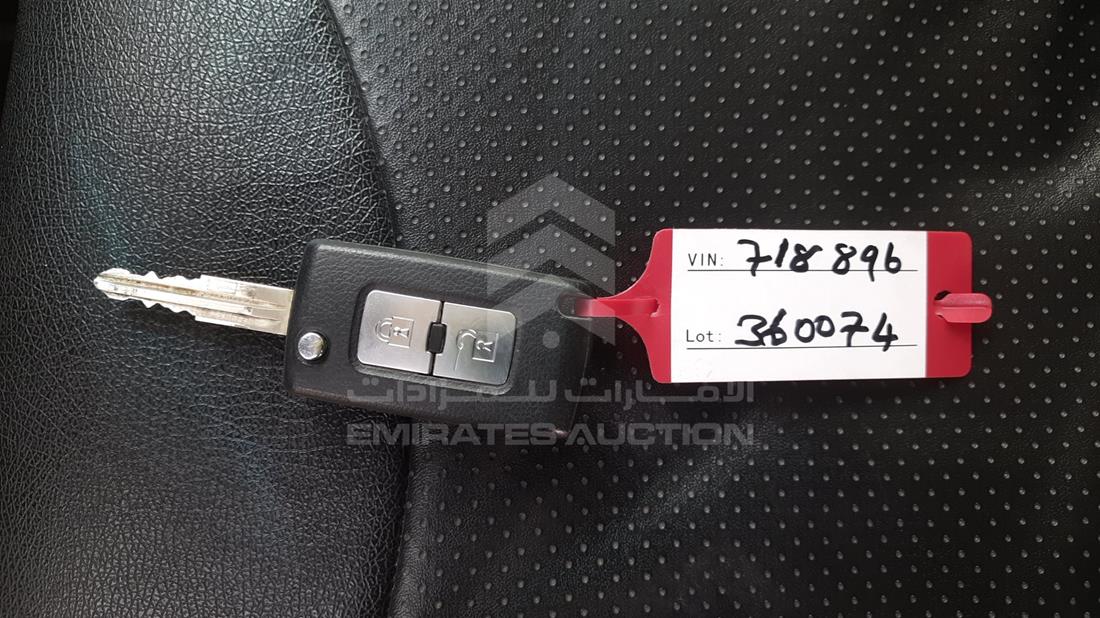 VIN: 718896
Lot: 360074
الامارات للمزادات
EMIRATES AUCTION